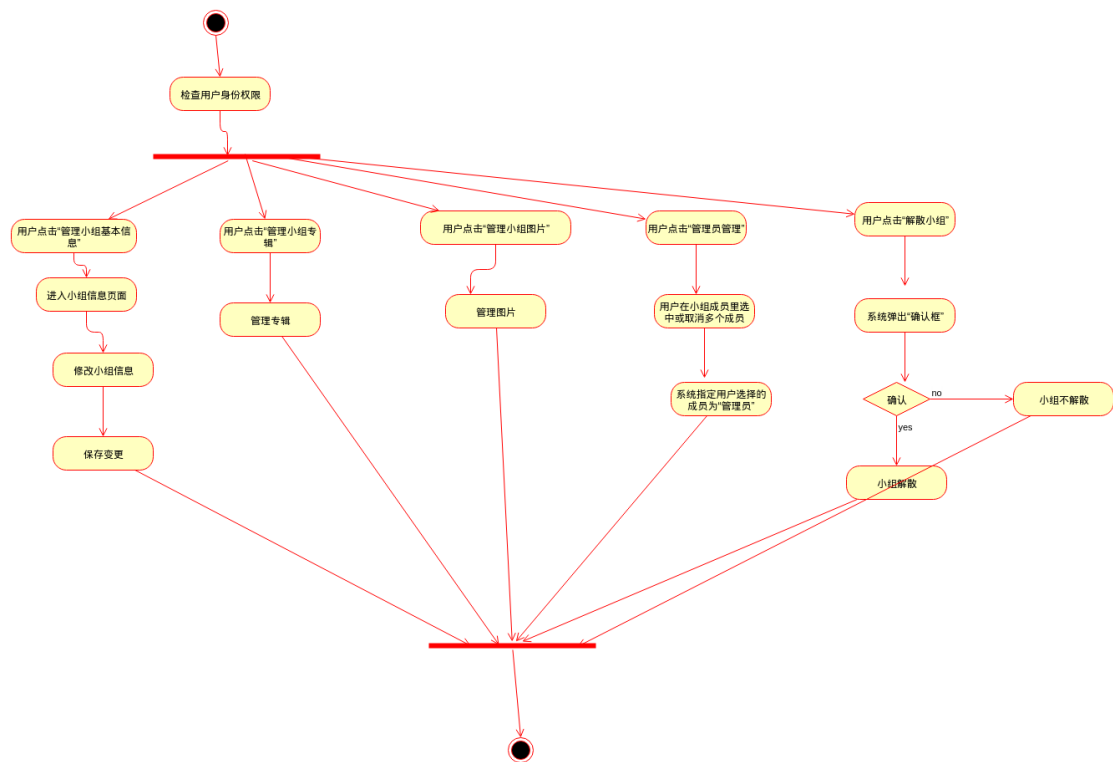 检查用户身份权限
用户点击“管理小组基本信
息”
用户点击“管理小组专
辑”
用户点击“管理小组图片”
用户点击“管理员管理”
用户点击“解散小组”
进入小组信息页面
管理专辑
管理图片
用户在小组成员里选
中或取消多个成员
系统弹出“确认框”
修改小组信息
系统指定用户选择的
成员为“管理员”
确认
no
小组不解散
yes
保存变更
小组解散